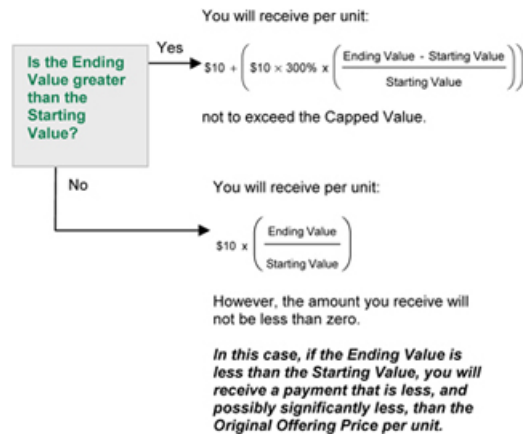 You will receive per unit:
Is the Ending
Value greater
than the
Starting
Value?
Yes
$10 + ( $10 × 300% x ( Ending Value - Starting Value
Starting Value ) )
not to exceed the Capped Value.
No
You will receive per unit:
$10 x ( Ending Value
Starting Value )
However, the amount you receive will
not be less than zero.
In this case, if the Ending Value is
less than the Starting Value, you will
receive a payment that is less, and
possibly significantly less, than the
Original Offering Price per unit.